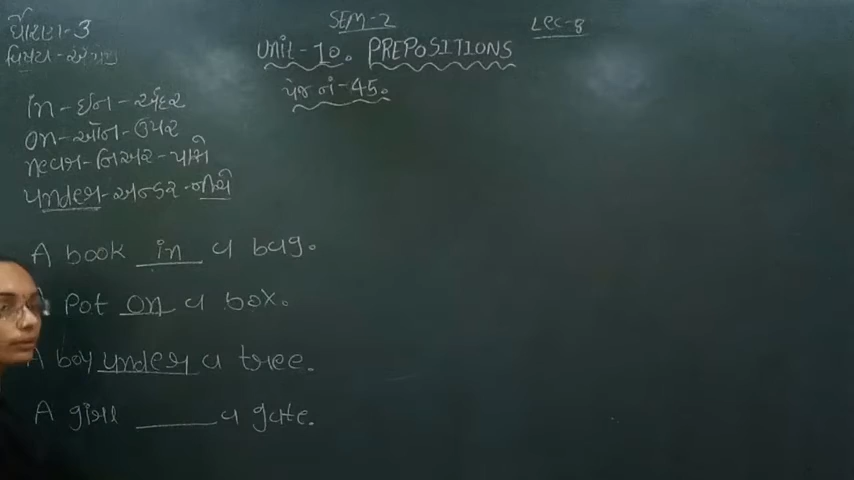 ધોરણ-3
SEM-2
Lec-8
વિષય-અંગ્રેજી
Unit-10. PREPOSITIONS
પેજ નં-45.
in-ઇન-અંદર
on-ઓન-ઉપર
near-નિઅર-પાસે
under-અન્ડર-નીચે
A book in a bag.
A Pot on a box.
A boy under a tree.
A girl ______ a gate.